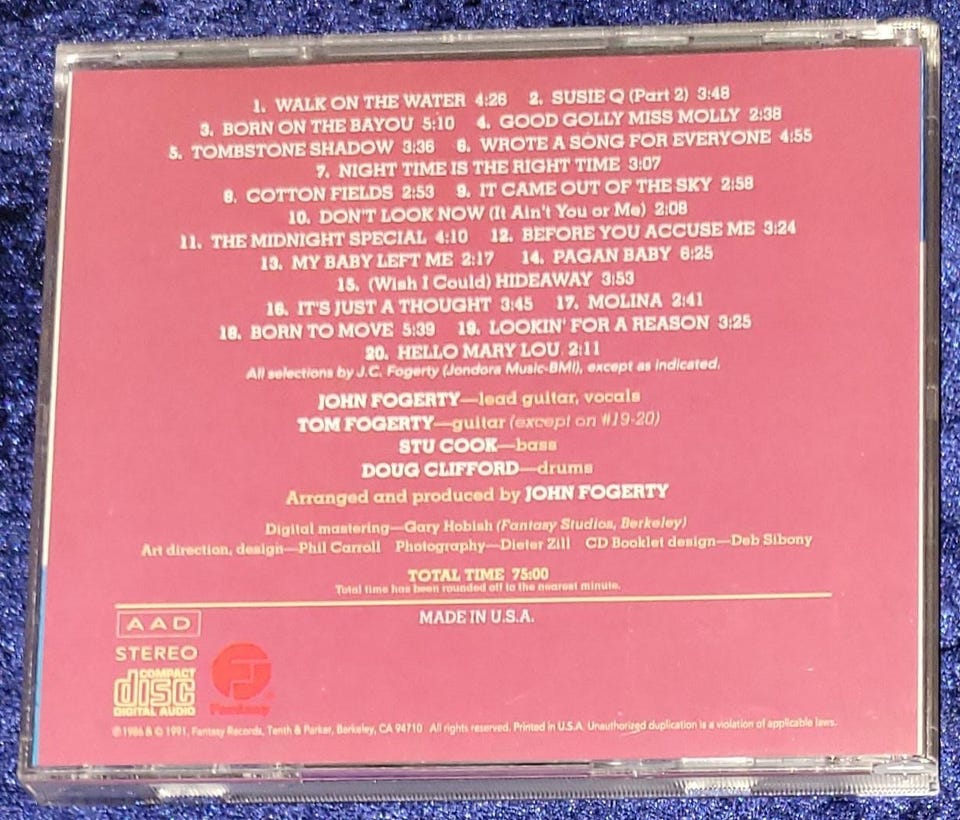 1. WALK ON THE WATER 4:26 2. SUSIE Q (Part 2) 3:48
3. BORN ON THE BAYOU 5:10 4. GOOD GOLLY MISS MOLLY 2:38
5. TOMBSTONE SHADOW 3:36 6. WROTE A SONG FOR EVERYONE 4:55
7. NIGHT TIME IS THE RIGHT TIME 3:07
8. COTTON FIELDS 2:53 9. IT CAME OUT OF THE SKY 2:58
10. DON'T LOOK NOW (It Ain't You or Me) 2:08
11. THE MIDNIGHT SPECIAL 4:10 12. BEFORE YOU ACCUSE ME 3:24
13. MY BABY LEFT ME 2:17 14. PAGAN BABY 6:25
15. (Wish I Could) HIDEAWAY 3:53
16. IT'S JUST A THOUGHT 3:45 17. MOLINA 2:41
18. BORN TO MOVE 5:39 19. LOOKIN' FOR A REASON 3:25
20. HELLO MARY LOU 2:11
All selections by J.C. Fogerty (Jondora Music-BMI), except as indicated.
JOHN FOGERTY—lead guitar, vocals
TOM FOGERTY—guitar (except on #19-20)
STU COOK—bass
DOUG CLIFFORD—drums
Arranged and produced by JOHN FOGERTY
Digital mastering—Gary Hobish (Fantasy Studios, Berkeley)
Art direction, design—Phil Carroll Photography—Dieter Zill CD Booklet design—Deb Sibony
TOTAL TIME 75:00
Total time has been rounded off to the nearest minute.
MADE IN U.S.A.
AAD
STEREO
COMPACT
disc
DIGITAL AUDIO
Fantasy
℗ 1986 & © 1991, Fantasy Records, Tenth & Parker, Berkeley, CA 94710 All rights reserved. Printed in U.S.A. Unauthorized duplication is a violation of applicable laws.